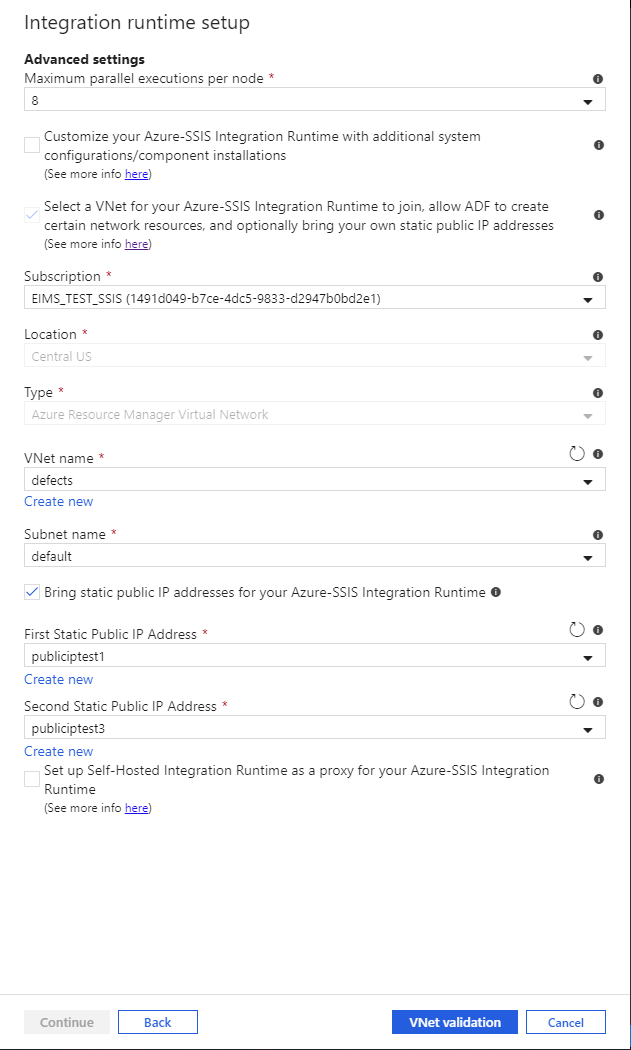 Integration runtime setup
Advanced settings
Maximum parallel executions per node *
8
Customize your Azure-SSIS Integration Runtime with additional system
configurations/component installations
(See more info here)
Select a VNet for your Azure-SSIS Integration Runtime to join, allow ADF to create
certain network resources, and optionally bring your own static public IP addresses
(See more info here)
Subscription *
EIMS_TEST_SSIS (1491d049-b7ce-4dc5-9833-d2947b0bd2e1)
Location *
Central US
Type *
Azure Resource Manager Virtual Network
VNet name *
defects
Create new
Subnet name *
default
Bring static public IP addresses for your Azure-SSIS Integration Runtime
First Static Public IP Address *
publiciptest1
Create new
Second Static Public IP Address *
publiciptest3
Create new
Set up Self-Hosted Integration Runtime as a proxy for your Azure-SSIS Integration
Runtime
(See more info here)
Continue
Back
VNet validation
Cancel